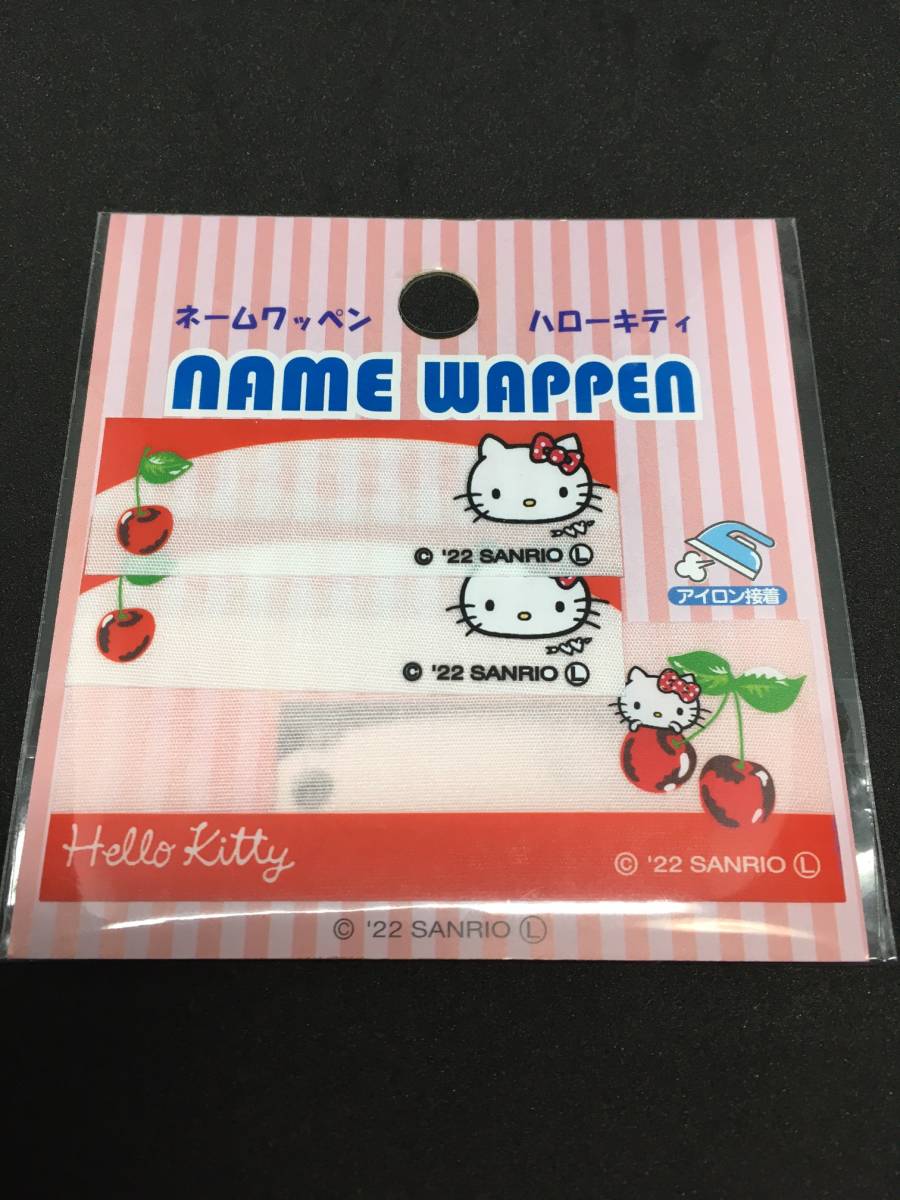 ネームワッペン ハローキティ
NAME WAPPEN
© '22 SANRIO Ⓛ
アイロン接着
© '22 SANRIO Ⓛ
Hello Kitty
© '22 SANRIO Ⓛ
© '22 SANRIO Ⓛ